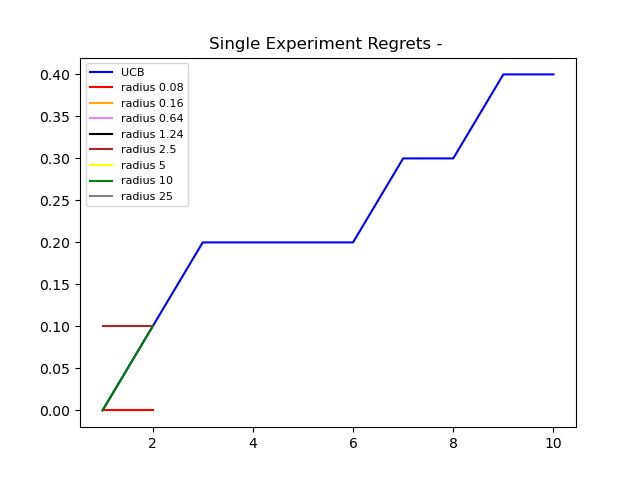 Single Experiment Regrets -
UCB
radius 0.08
radius 0.16
radius 0.64
radius 1.24
radius 2.5
radius 5
radius 10
radius 25
0.40
0.35
0.30
0.25
0.20
0.15
0.10
0.05
0.00
2 4 6 8 10